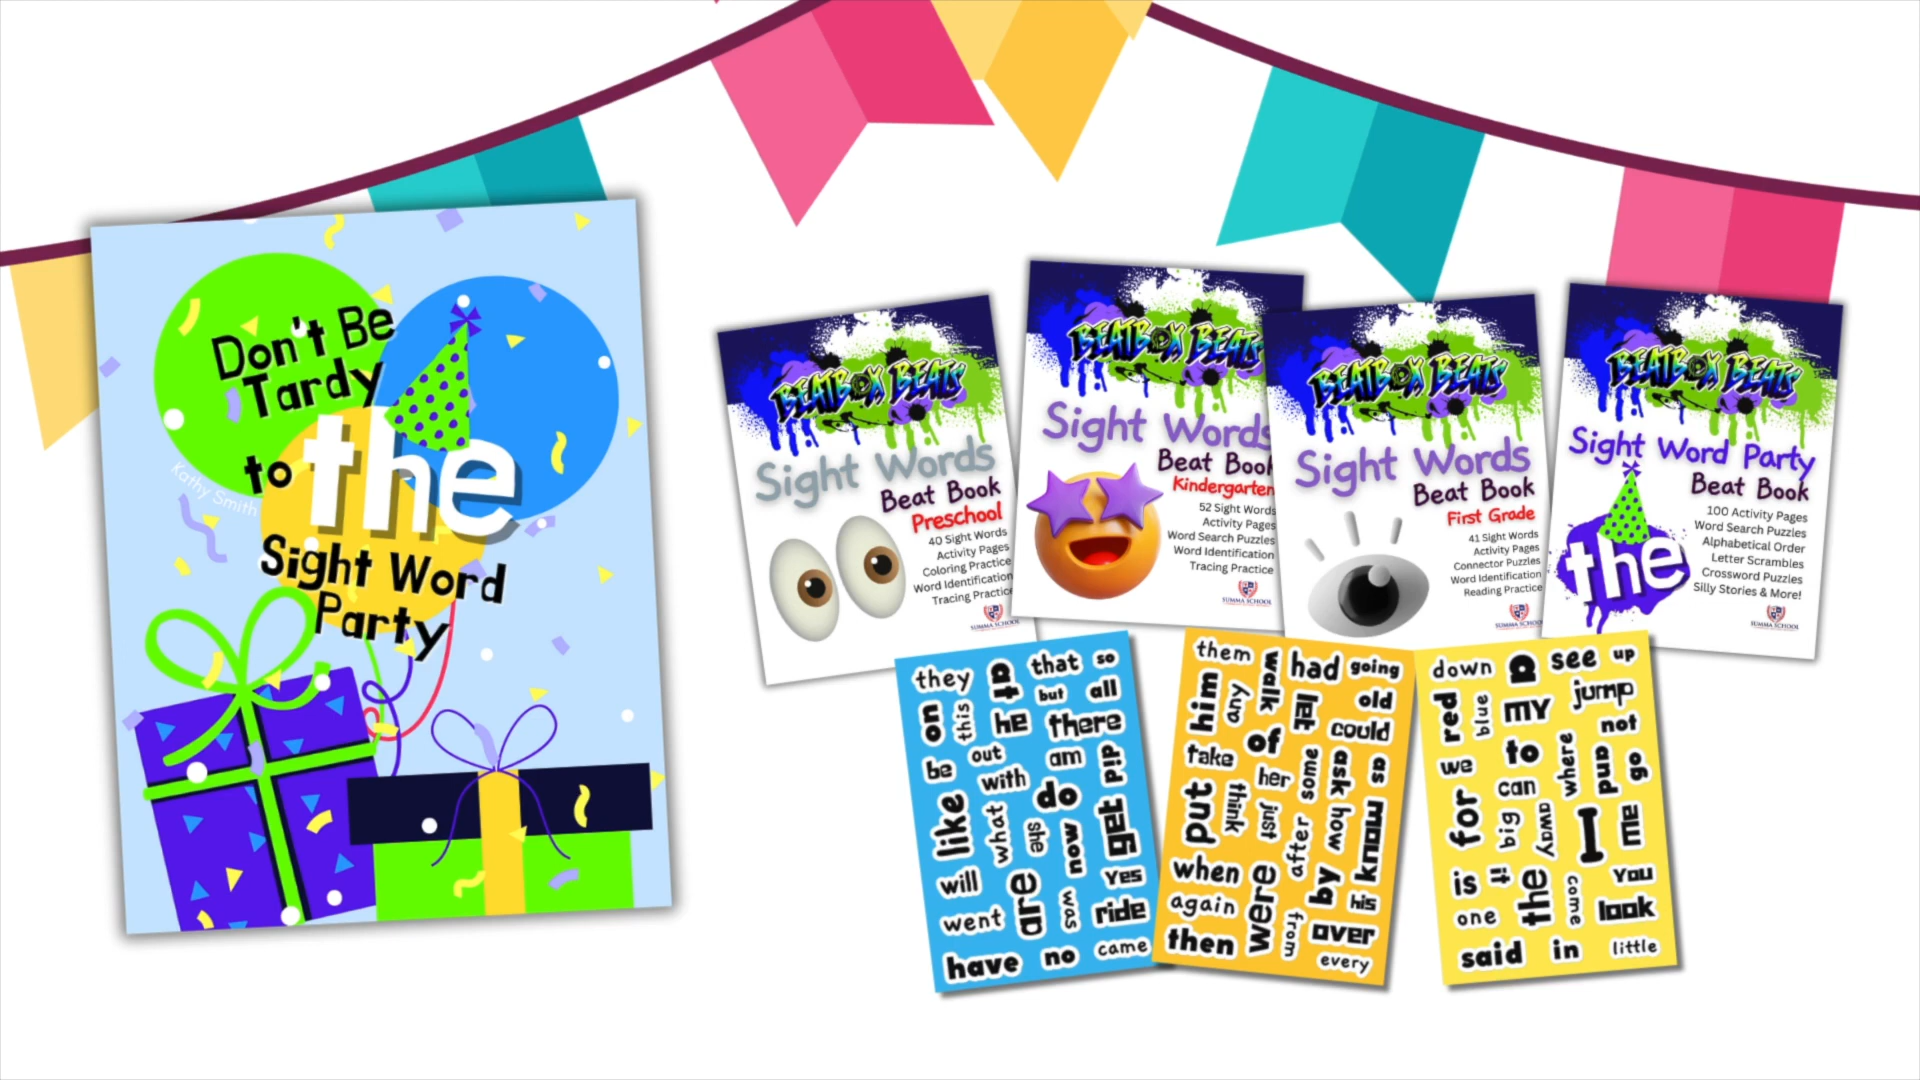 Don't Be
Tardy
to the
Kathy Smith
Sight Word
Party
BEATBOX BEATS
Sight Words
Beat Book
Preschool
40 Sight Words
Activity Pages
Coloring Practice
Word Identification
Tracing Practice
SUMMA SCHOOL
BEATBOX BEATS
Sight Words
Beat Book
Kindergarten
52 Sight Words
Activity Pages
Word Search Puzzles
Word Identification
Tracing Practice
SUMMA SCHOOL
BEATBOX BEATS
Sight Words
Beat Book
First Grade
41 Sight Words
Activity Pages
Connector Puzzles
Word Identification
Reading Practice
SUMMA SCHOOL
BEATBOX BEATS
Sight Word Party
Beat Book
100 Activity Pages
Word Search Puzzles
Alphabetical Order
Letter Scrambles
Crossword Puzzles
Silly Stories & More!
the
SUMMA SCHOOL
they at that so
but all
on this he there
out am did
be with
like what do get
she now
will are yes
went was ride
have no came
them walk had going
him any let old
of could
take her some ask as
put think just how know
after
when were by his
again from over
then every
down a see up
red blue my jump
to where not
we can and go
for big away I me
is it the come you
one look
said in little